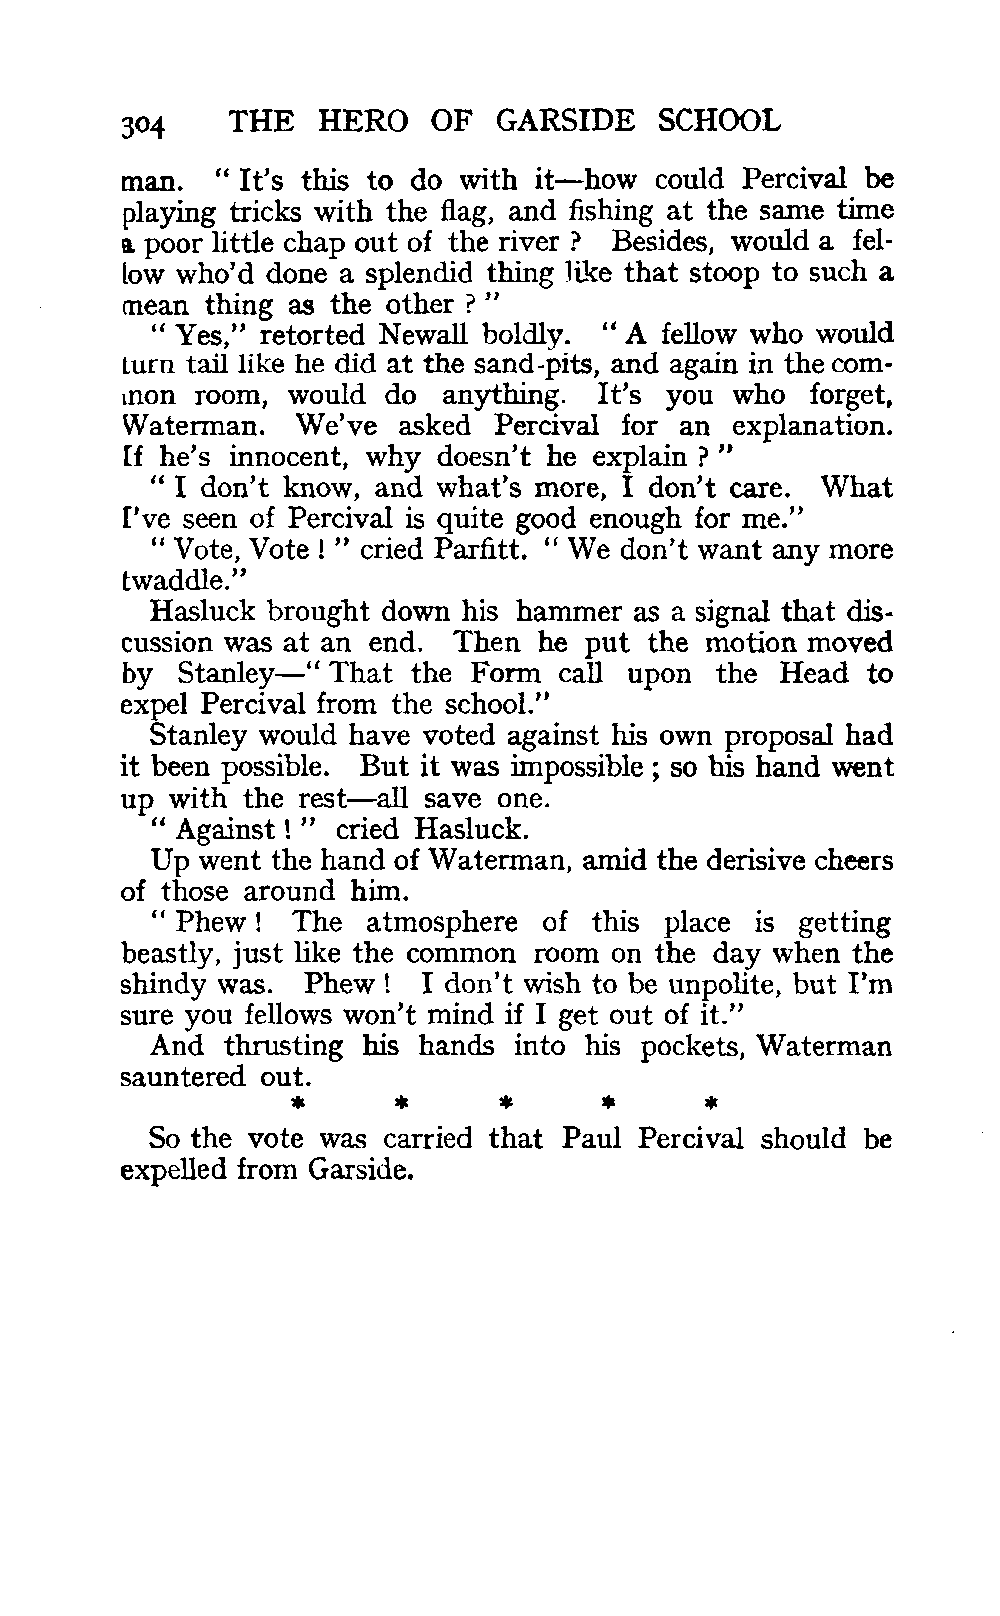 304 THE HERO OF GARSIDE SCHOOL
man. " It's this to do with it—how could Percival be
playing tricks with the flag, and fishing at the same time
a poor little chap out of the river ? Besides, would a fel-
low who'd done a splendid thing like that stoop to such a
mean thing as the other ? "
" Yes," retorted Newall boldly. " A fellow who would
turn tail like he did at the sand-pits, and again in the com-
mon room, would do anything. It's you who forget,
Waterman. We've asked Percival for an explanation.
If he's innocent, why doesn't he explain ? "
" I don't know, and what's more, I don't care. What
I've seen of Percival is quite good enough for me."
" Vote, Vote ! " cried Parfitt. " We don't want any more
twaddle."
Hasluck brought down his hammer as a signal that dis-
cussion was at an end. Then he put the motion moved
by Stanley—" That the Form call upon the Head to
expel Percival from the school."
Stanley would have voted against his own proposal had
it been possible. But it was impossible ; so his hand went
up with the rest—all save one.
" Against ! " cried Hasluck.
Up went the hand of Waterman, amid the derisive cheers
of those around him.
" Phew ! The atmosphere of this place is getting
beastly, just like the common room on the day when the
shindy was. Phew ! I don't wish to be unpolite, but I'm
sure you fellows won't mind if I get out of it."
And thrusting his hands into his pockets, Waterman
sauntered out.
* * * * *
So the vote was carried that Paul Percival should be
expelled from Garside.